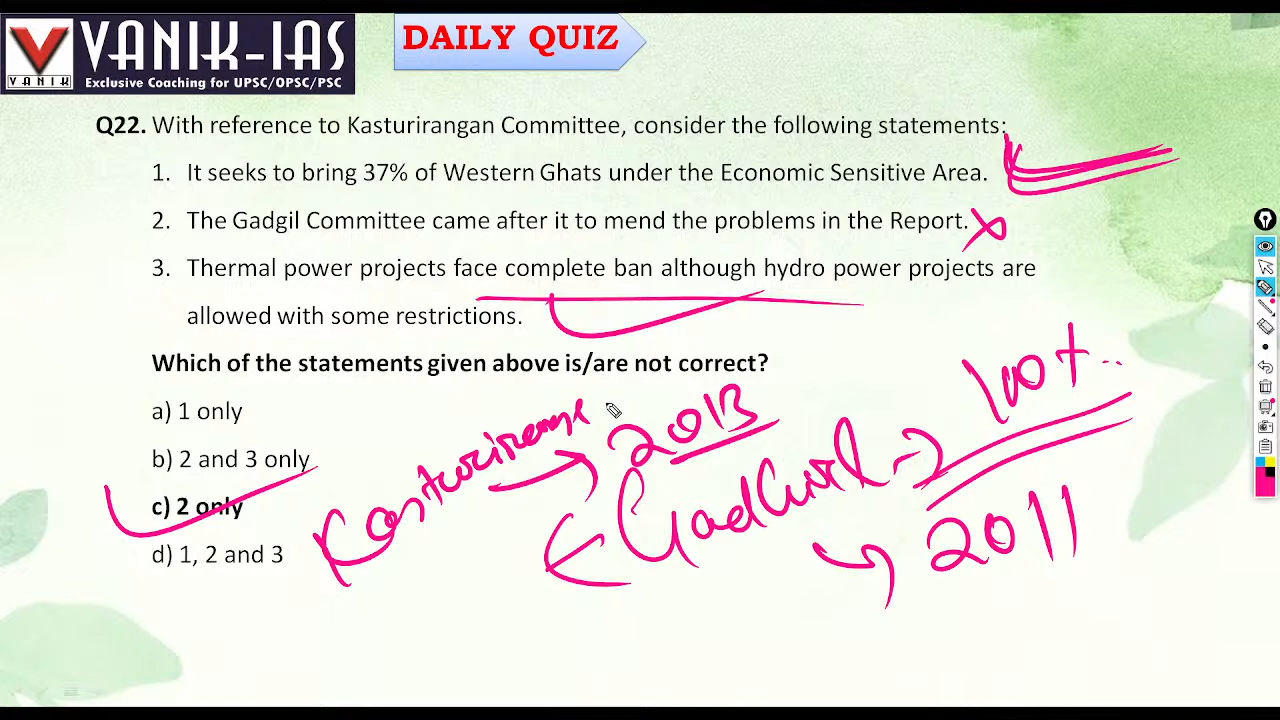 VANIK-IAS
VANIK
Exclusive Coaching for UPSC/OPSC/PSC
DAILY QUIZ
Q22. With reference to Kasturirangan Committee, consider the following statements:
1. It seeks to bring 37% of Western Ghats under the Economic Sensitive Area.
2. The Gadgil Committee came after it to mend the problems in the Report.
3. Thermal power projects face complete ban although hydro power projects are
allowed with some restrictions.
Which of the statements given above is/are not correct?
a) 1 only
b) 2 and 3 only
c) 2 only
d) 1, 2 and 3
2013
2011